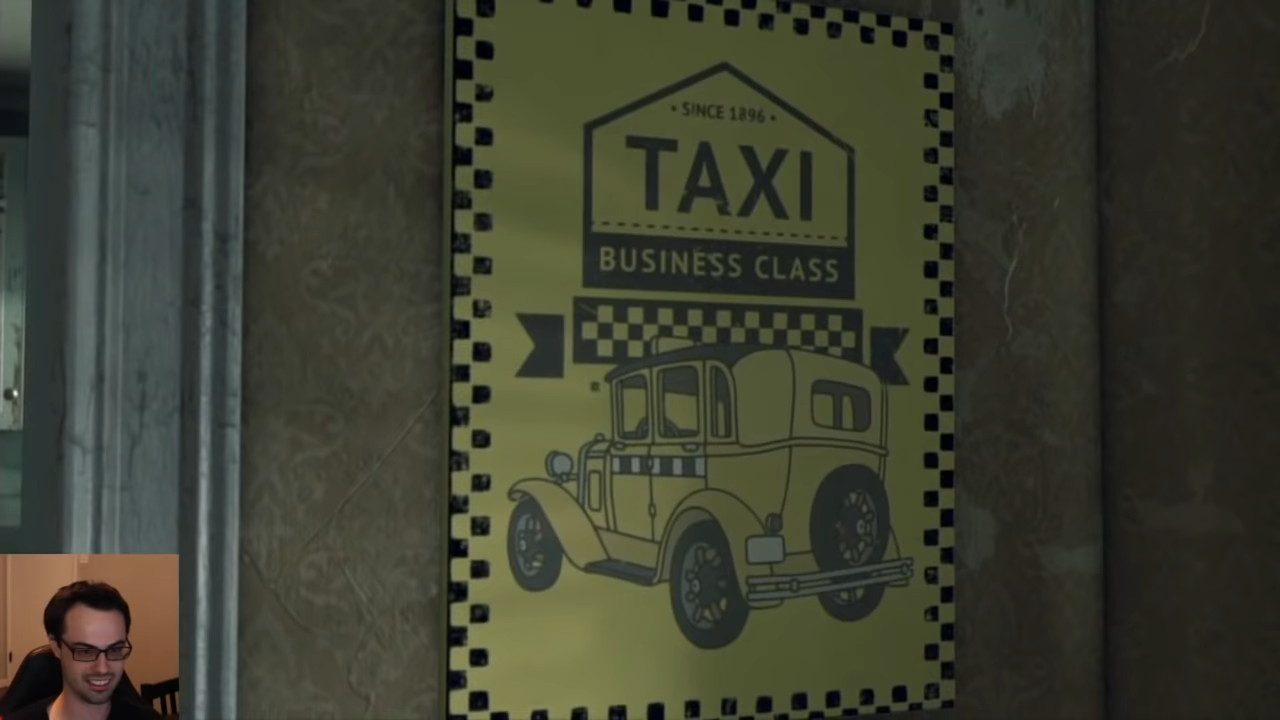 • SINCE 1896 •
TAXI
BUSINESS CLASS